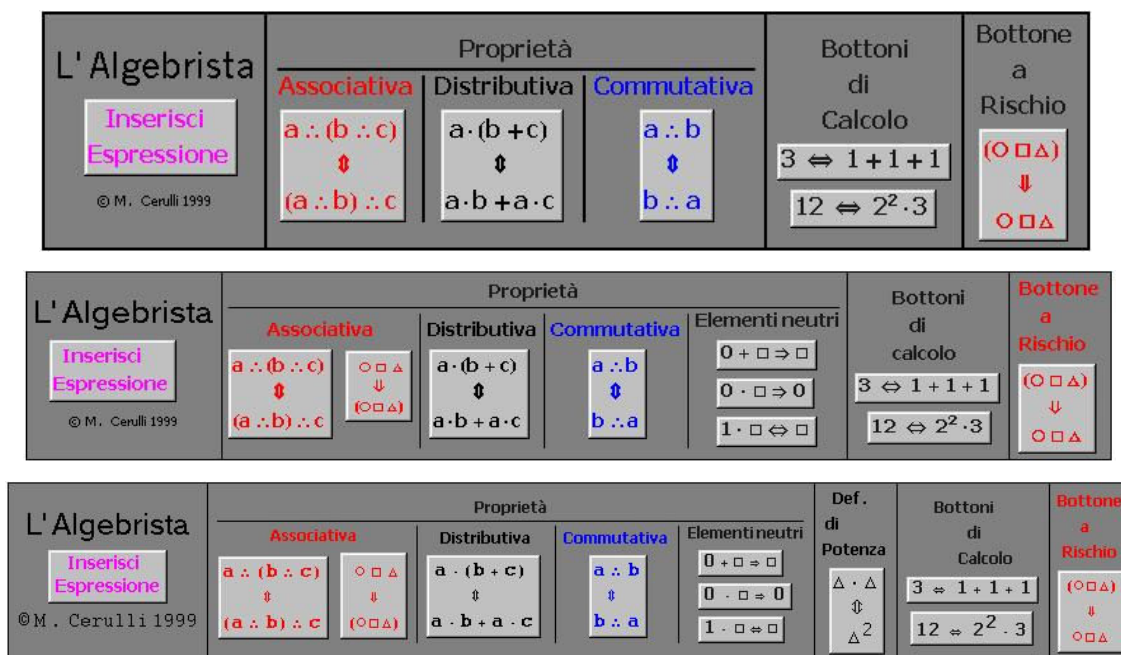 L' Algebrista
Inserisci
Espressione
© M. Cerulli 1999
Proprietà
Associativa
a ∴ (b ∴ c)
⇕
(a ∴ b) ∴ c
Distributiva
a · (b + c)
⇕
a · b + a · c
Commutativa
a ∴ b
⇕
b ∴ a
Bottoni
di
Calcolo
3 ⇔ 1 + 1 + 1
12 ⇔ 2² · 3
Bottone
a
Rischio
(○ □ △)
⇓
○ □ △
L' Algebrista
Inserisci
Espressione
© M. Cerulli 1999
Proprietà
Associativa
a ∴ (b ∴ c)
⇕
(a ∴ b) ∴ c
○ □ △
⇓
(○ □ △)
Distributiva
a · (b + c)
⇕
a · b + a · c
Commutativa
a ∴ b
⇕
b ∴ a
Elementi neutri
0 + □ ⇒ □
0 · □ ⇒ 0
1 · □ ⇔ □
Bottoni
di
calcolo
3 ⇔ 1 + 1 + 1
12 ⇔ 2² · 3
Bottone
a
Rischio
(○ □ △)
⇓
○ □ △
L' Algebrista
Inserisci
Espressione
© M. Cerulli 1999
Proprietà
Associativa
a ∴ (b ∴ c)
⇕
(a ∴ b) ∴ c
○ □ △
⇓
(○ □ △)
Distributiva
a · (b + c)
⇕
a · b + a · c
Commutativa
a ∴ b
⇕
b ∴ a
Elementi neutri
0 + □ ⇒ □
0 · □ ⇒ 0
1 · □ ⇔ □
Def.
di
Potenza
△ · △
⇕
△²
Bottoni
di
Calcolo
3 ⇔ 1 + 1 + 1
12 ⇔ 2² · 3
Bottone
a
Rischio
(○ □ △)
⇓
○ □ △